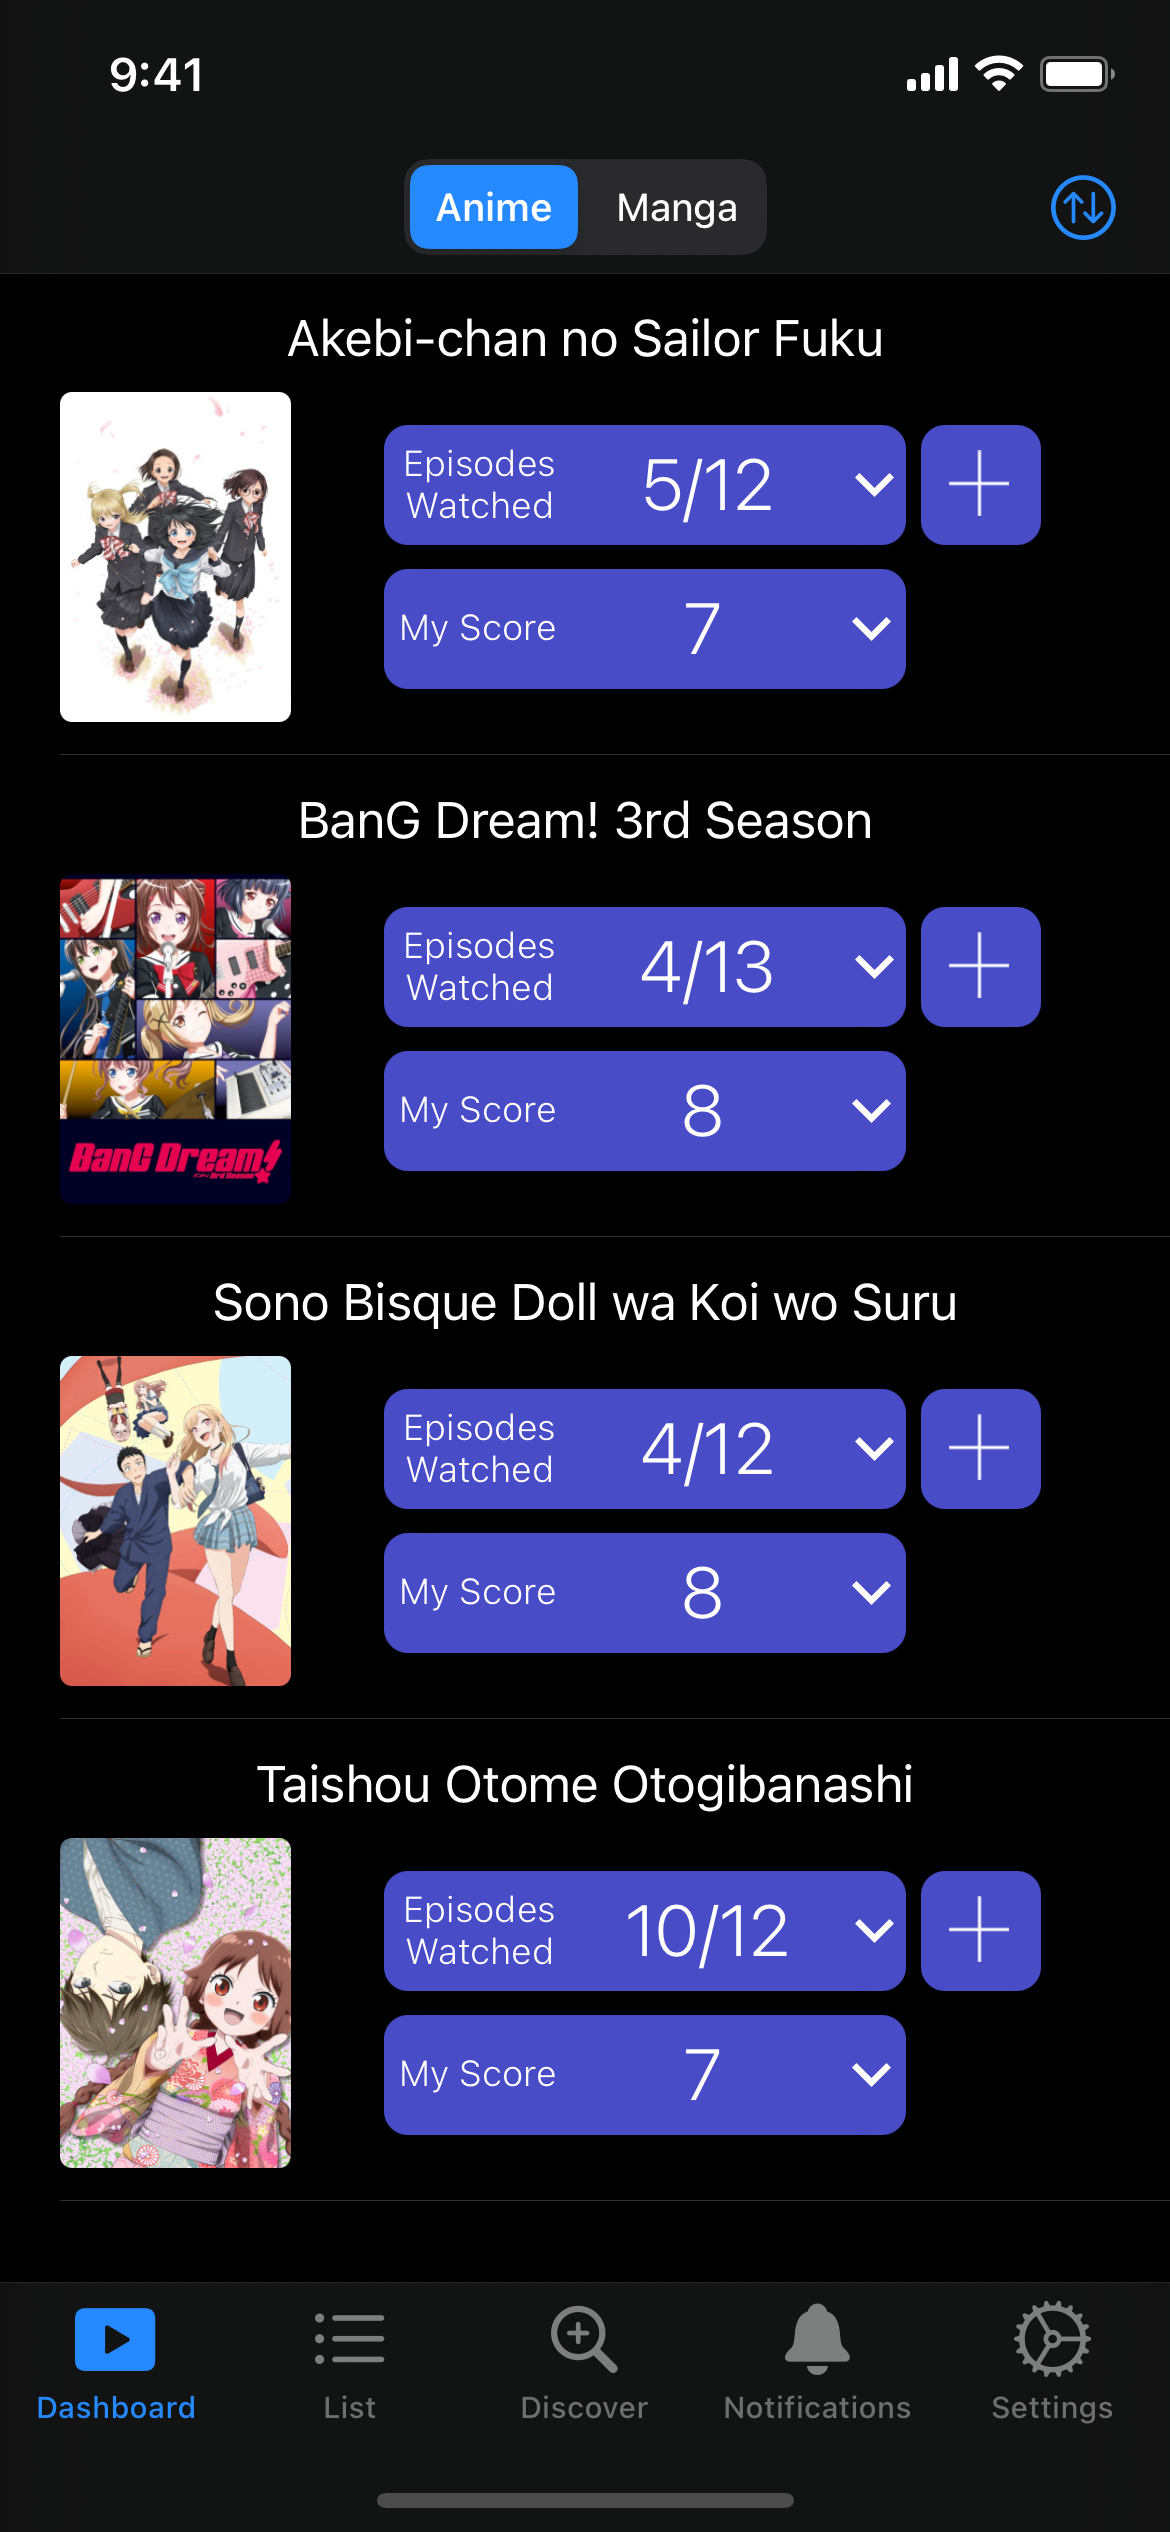 9:41
Anime Manga
Akebi-chan no Sailor Fuku
Episodes
Watched
5/12
My Score 7
BanG Dream! 3rd Season
BanG Dream!
3rd Season
Episodes
Watched
4/13
My Score 8
Sono Bisque Doll wa Koi wo Suru
Episodes
Watched
4/12
My Score 8
Taishou Otome Otogibanashi
Episodes
Watched
10/12
My Score 7
Dashboard List Discover Notifications Settings